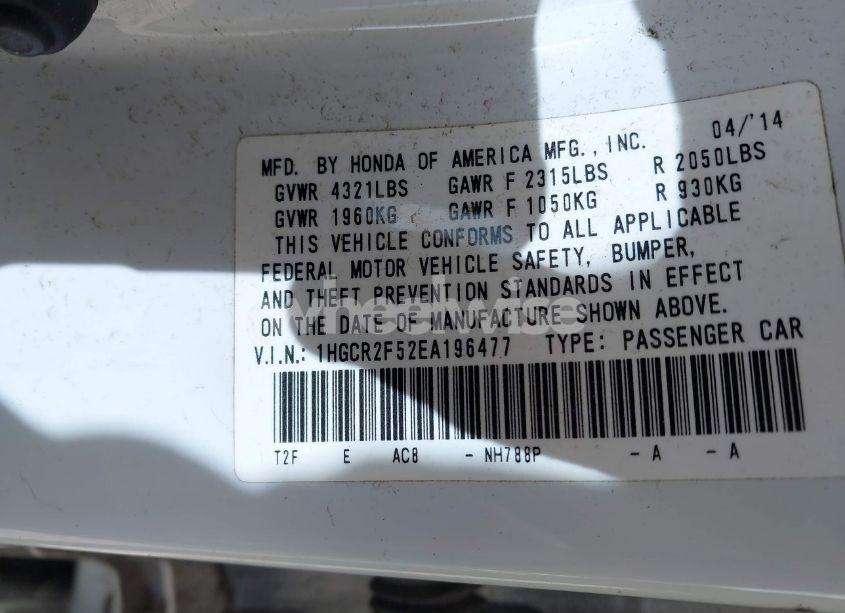 04/'14
MFD. BY HONDA OF AMERICA MFG., INC.
GVWR 4321LBS GAWR F 2315LBS R 2050LBS
GVWR 1960KG GAWR F 1050KG R 930KG
THIS VEHICLE CONFORMS TO ALL APPLICABLE
FEDERAL MOTOR VEHICLE SAFETY, BUMPER,
AND THEFT PREVENTION STANDARDS IN EFFECT
ON THE DATE OF MANUFACTURE SHOWN ABOVE.
wheelwise
V.I.N.: 1HGCR2F52EA196477 TYPE: PASSENGER CAR
T2F E AC8 - NH788P - A - A